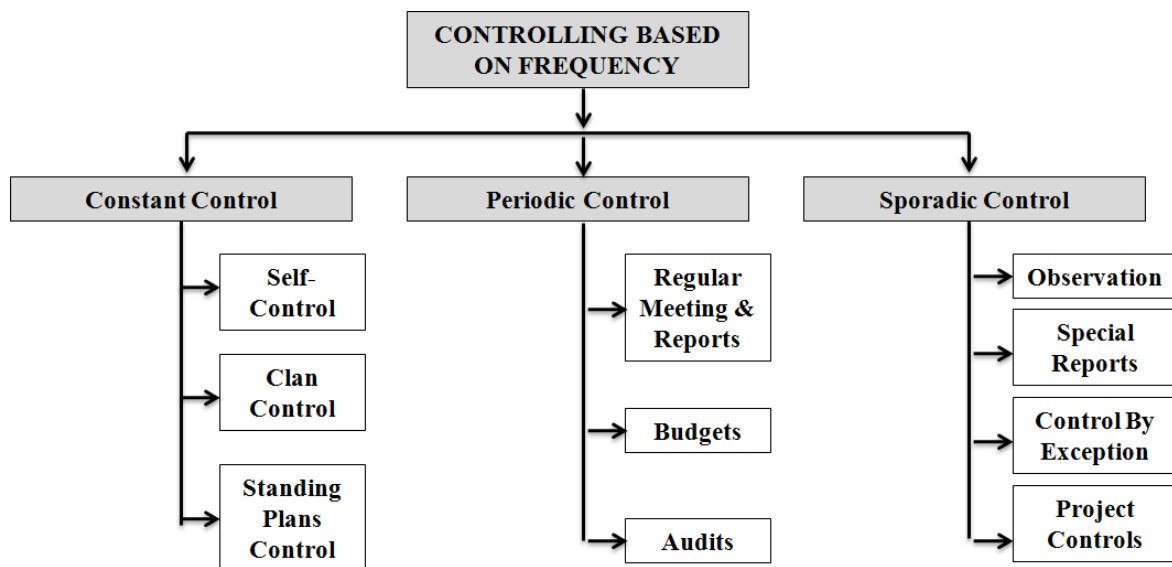 CONTROLLING BASED
ON FREQUENCY
Constant Control
Self-
Control
Clan
Control
Standing
Plans
Control
Periodic Control
Regular
Meeting &
Reports
Budgets
Audits
Sporadic Control
Observation
Special
Reports
Control By
Exception
Project
Controls